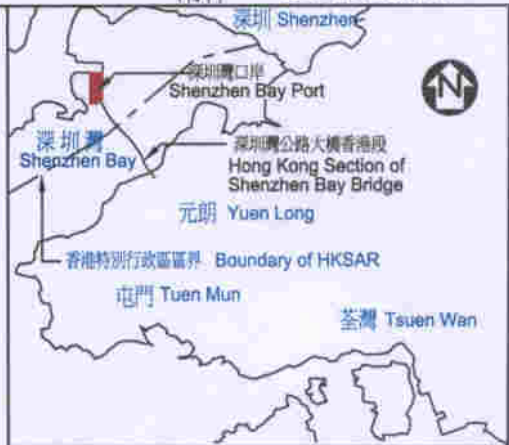 深圳 Shenzhen
深圳灣口岸
Shenzhen Bay Port
N
深圳灣
Shenzhen Bay
深圳灣公路大橋香港段
Hong Kong Section of
Shenzhen Bay Bridge
元朗 Yuen Long
香港特別行政區區界 Boundary of HKSAR
屯門 Tuen Mun
荃灣 Tsuen Wan